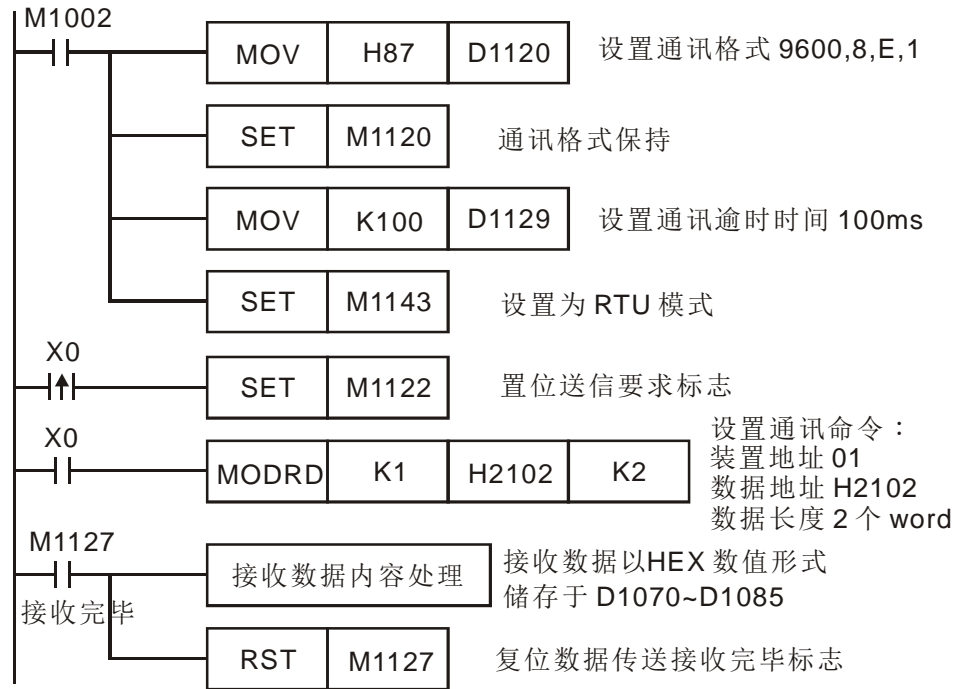 M1002
MOV H87 D1120 设置通讯格式 9600,8,E,1
SET M1120 通讯格式保持
MOV K100 D1129 设置通讯逾时时间 100ms
SET M1143 设置为 RTU 模式
X0
SET M1122 置位送信要求标志
X0
MODRD K1 H2102 K2
设置通讯命令：
装置地址 01
数据地址 H2102
数据长度 2 个 word
M1127
接收完毕
接收数据内容处理
接收数据以HEX 数值形式
储存于 D1070~D1085
RST M1127 复位数据传送接收完毕标志